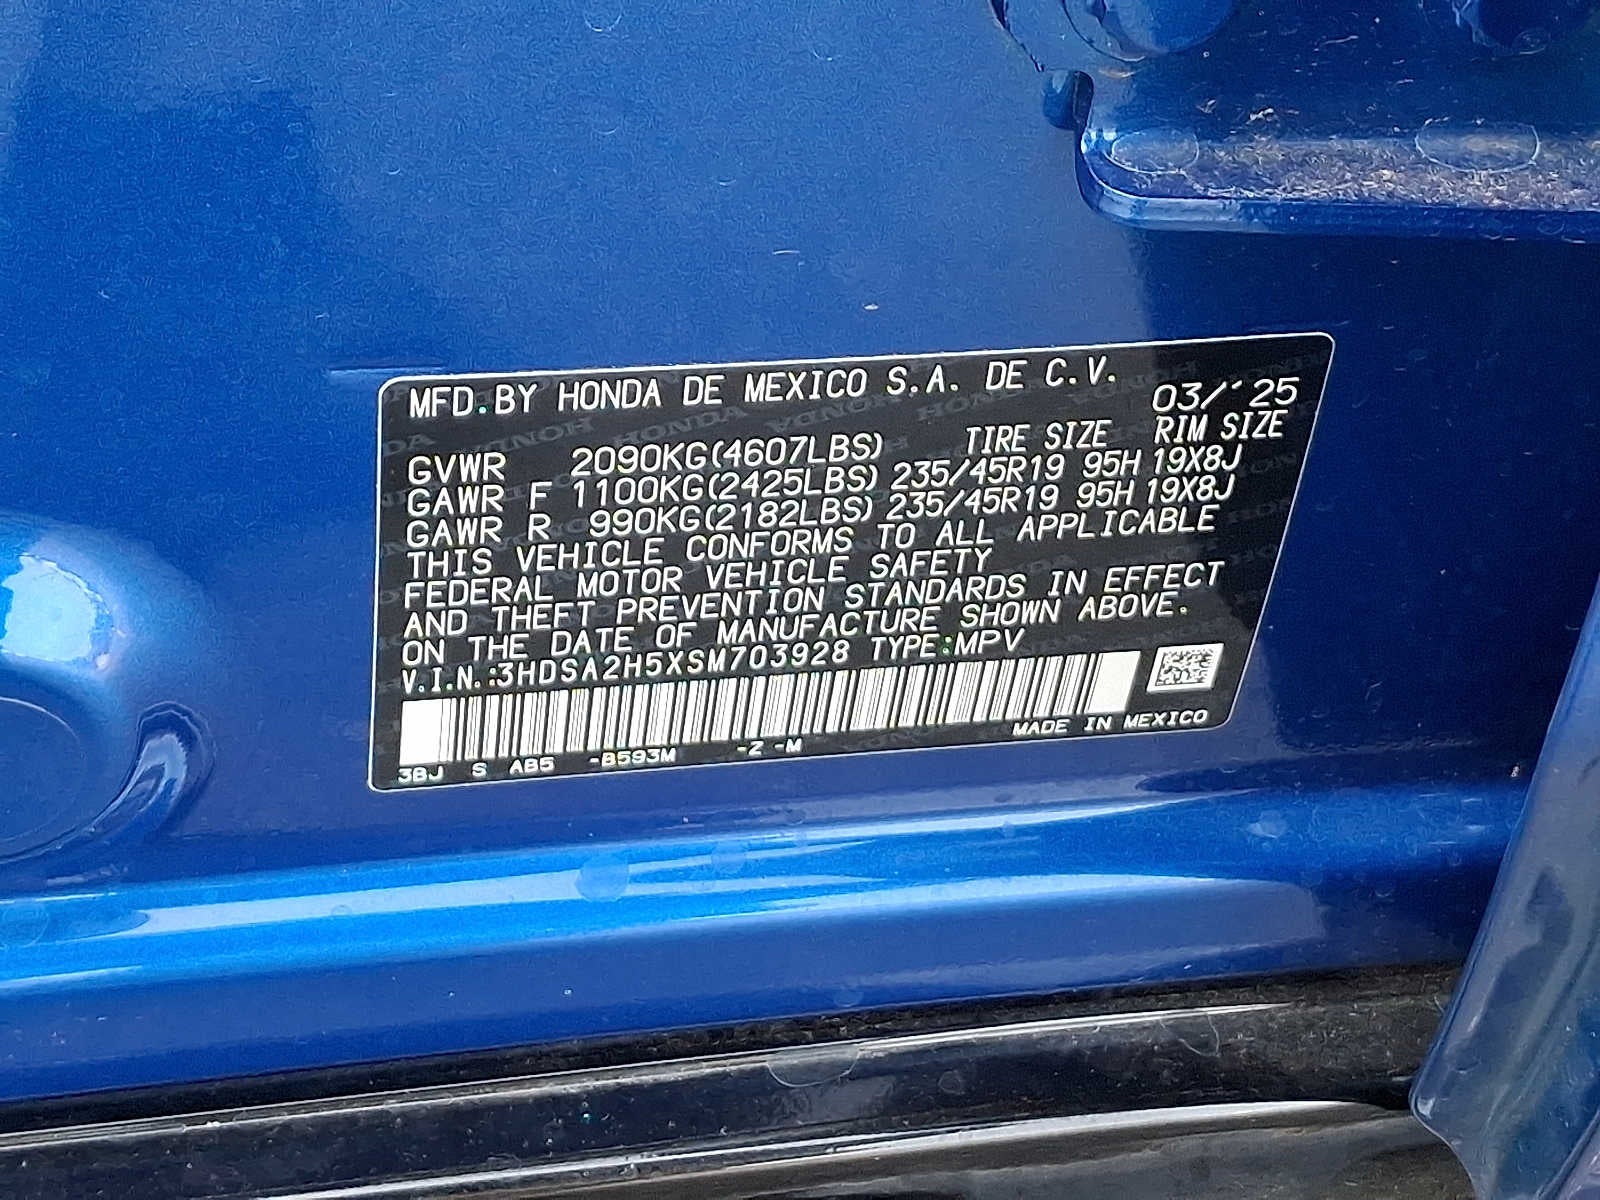 MFD.BY HONDA DE MEXICO S.A. DE C.V.
03/'25
TIRE SIZE RIM SIZE
GVWR 2090KG(4607LBS)
GAWR F 1100KG(2425LBS) 235/45R19 95H 19X8J
GAWR R 990KG(2182LBS) 235/45R19 95H 19X8J
THIS VEHICLE CONFORMS TO ALL APPLICABLE
FEDERAL MOTOR VEHICLE SAFETY
AND THEFT PREVENTION STANDARDS IN EFFECT
ON THE DATE OF MANUFACTURE SHOWN ABOVE.
V.I.N.:3HDSA2H5XSM703928 TYPE:MPV
MADE IN MEXICO
3BJ S AB5 -B593M -Z -M